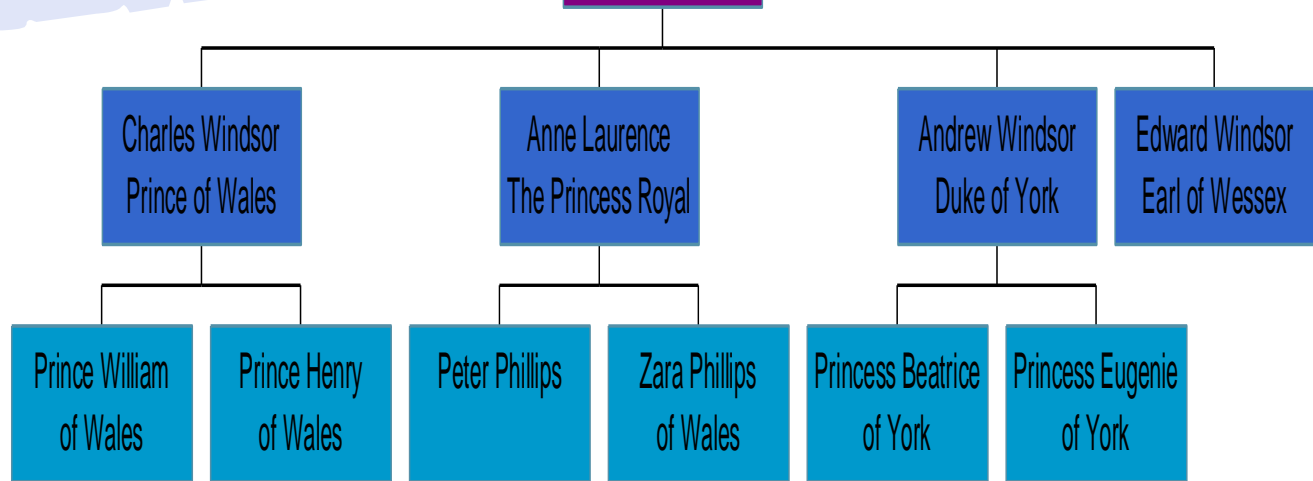 Charles Windsor
Prince of Wales
Anne Laurence
The Princess Royal
Andrew Windsor
Duke of York
Edward Windsor
Earl of Wessex
Prince William
of Wales
Prince Henry
of Wales
Peter Phillips
Zara Phillips
of Wales
Princess Beatrice
of York
Princess Eugenie
of York